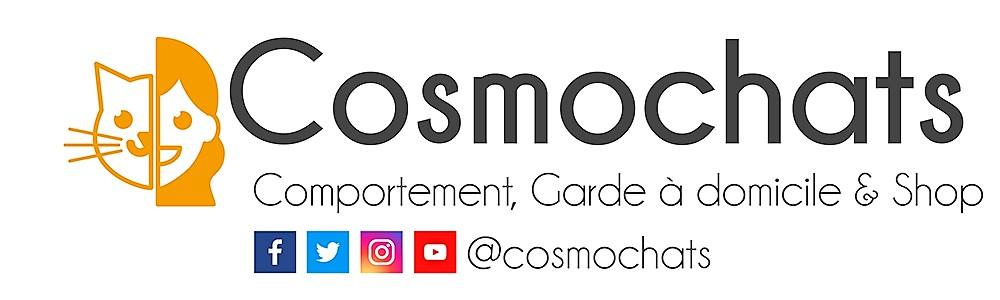 Cosmochats
Comportement, Garde à domicile & Shop
@cosmochats